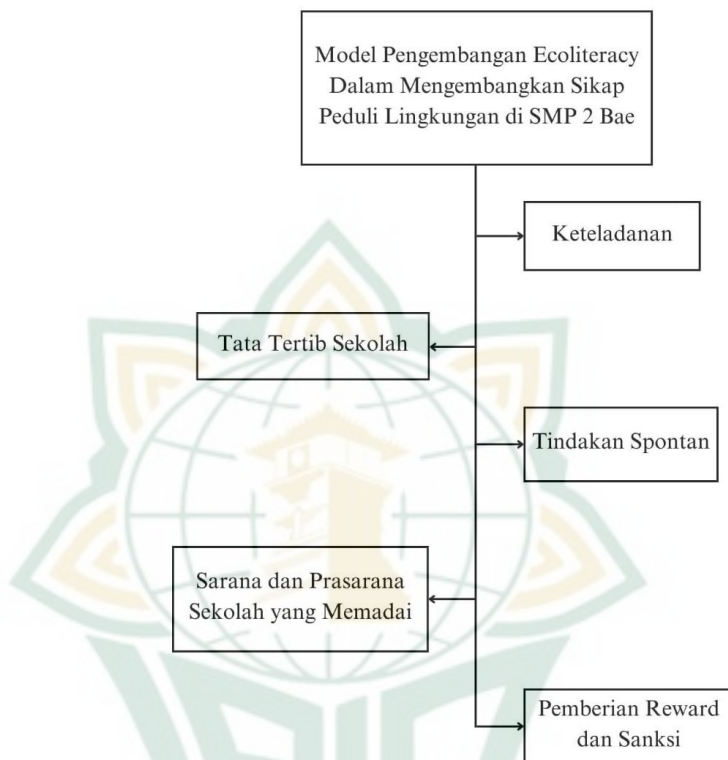 Model Pengembangan Ecoliteracy
Dalam Mengembangkan Sikap
Peduli Lingkungan di SMP 2 Bae
Keteladanan
Tata Tertib Sekolah
Tindakan Spontan
Sarana dan Prasarana
Sekolah yang Memadai
Pemberian Reward
dan Sanksi